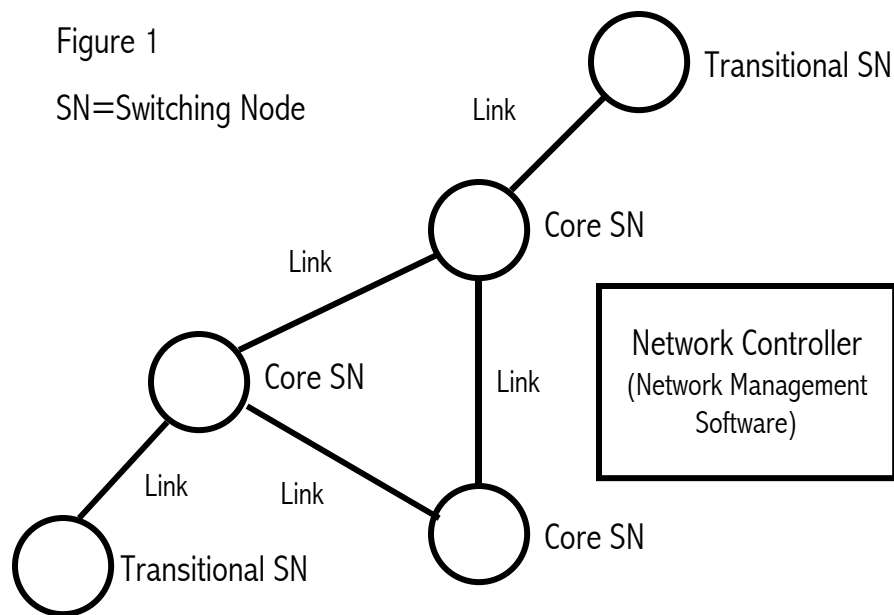 Figure 1
SN=Switching Node
Transitional SN
Link
Core SN
Link
Network Controller
(Network Management
Software)
Core SN
Link
Link
Link
Core SN
Transitional SN